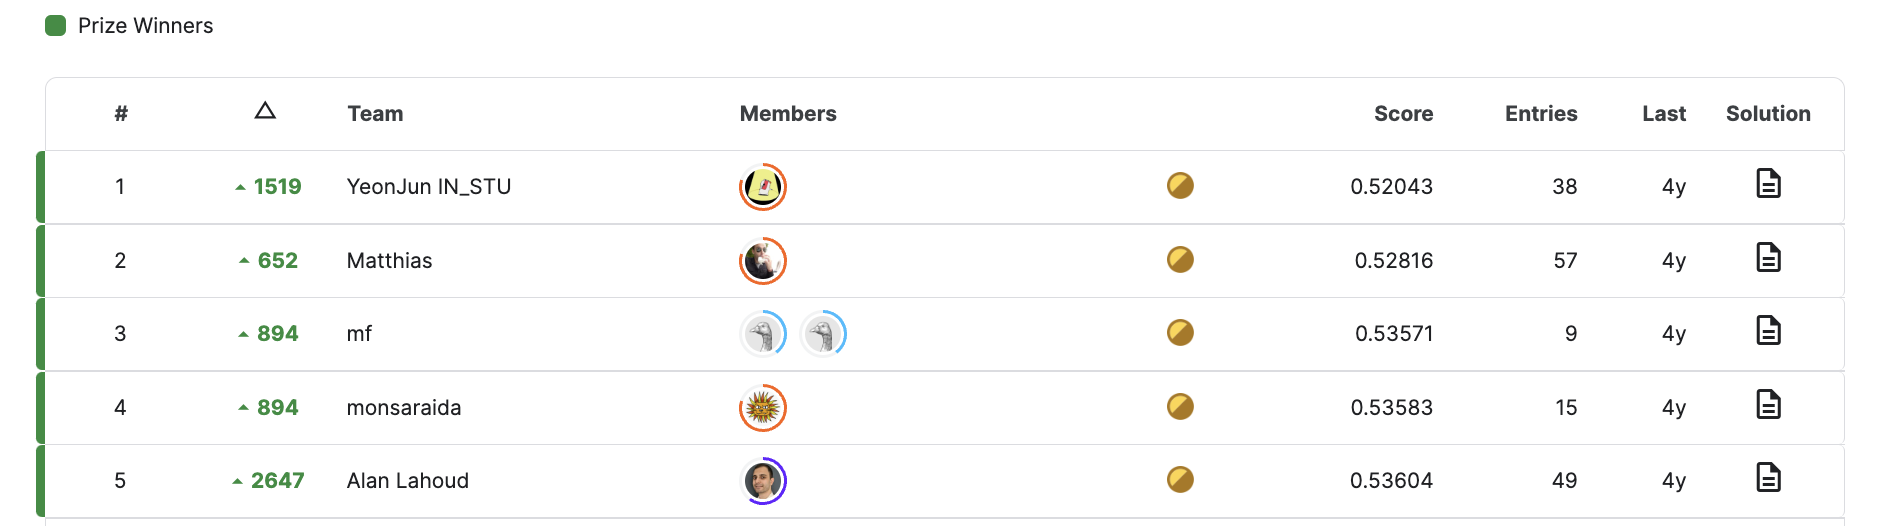 Prize Winners
# △ Team Members Score Entries Last Solution
1 1519 YeonJun IN_STU 0.52043 38 4y
2 652 Matthias 0.52816 57 4y
3 894 mf 0.53571 9 4y
4 894 monsaraida 0.53583 15 4y
5 2647 Alan Lahoud 0.53604 49 4y